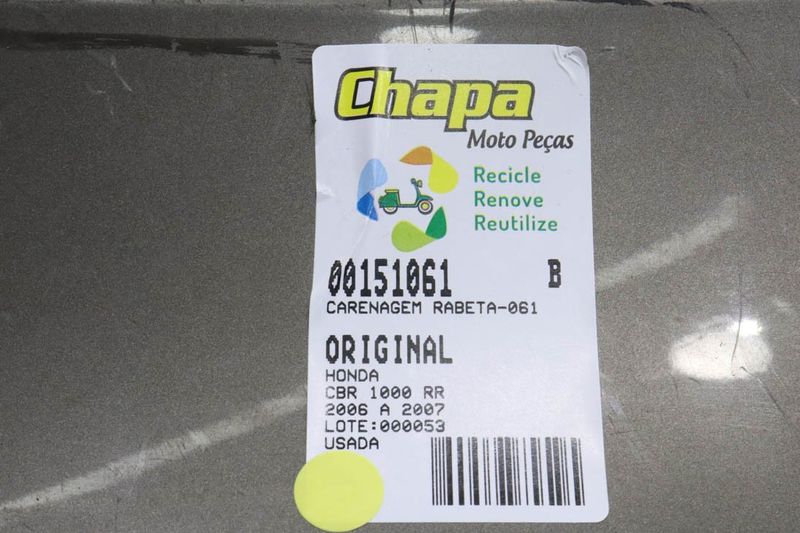 Chapa
Moto Peças
Recicle
Renove
Reutilize
00151061 B
CARENAGEM RABETA-061
ORIGINAL
HONDA
CBR 1000 RR
2006 A 2007
LOTE:000053
USADA